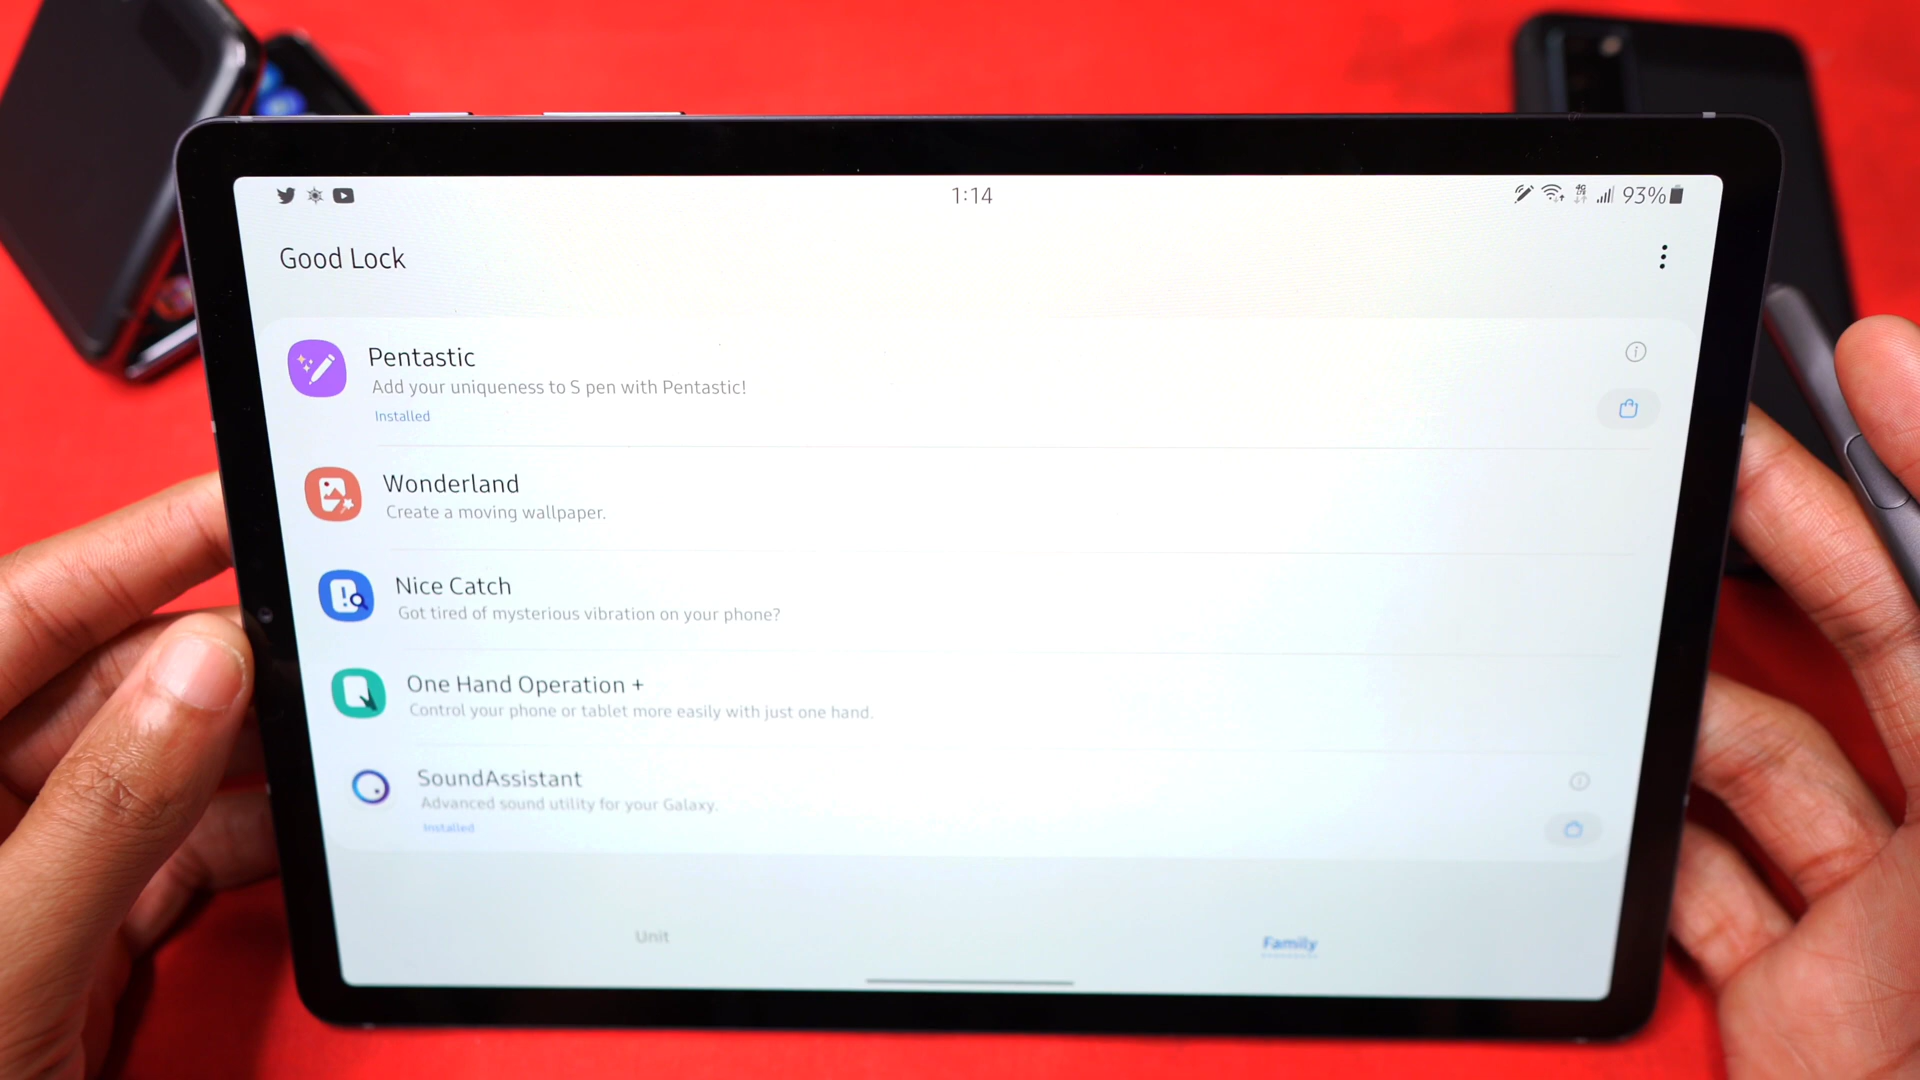 1:14
4G
93%
Good Lock
Pentastic
Add your uniqueness to S pen with Pentastic!
Installed
Wonderland
Create a moving wallpaper.
Nice Catch
Got tired of mysterious vibration on your phone?
One Hand Operation +
Control your phone or tablet more easily with just one hand.
SoundAssistant
Advanced sound utility for your Galaxy.
Installed
Unit
Family